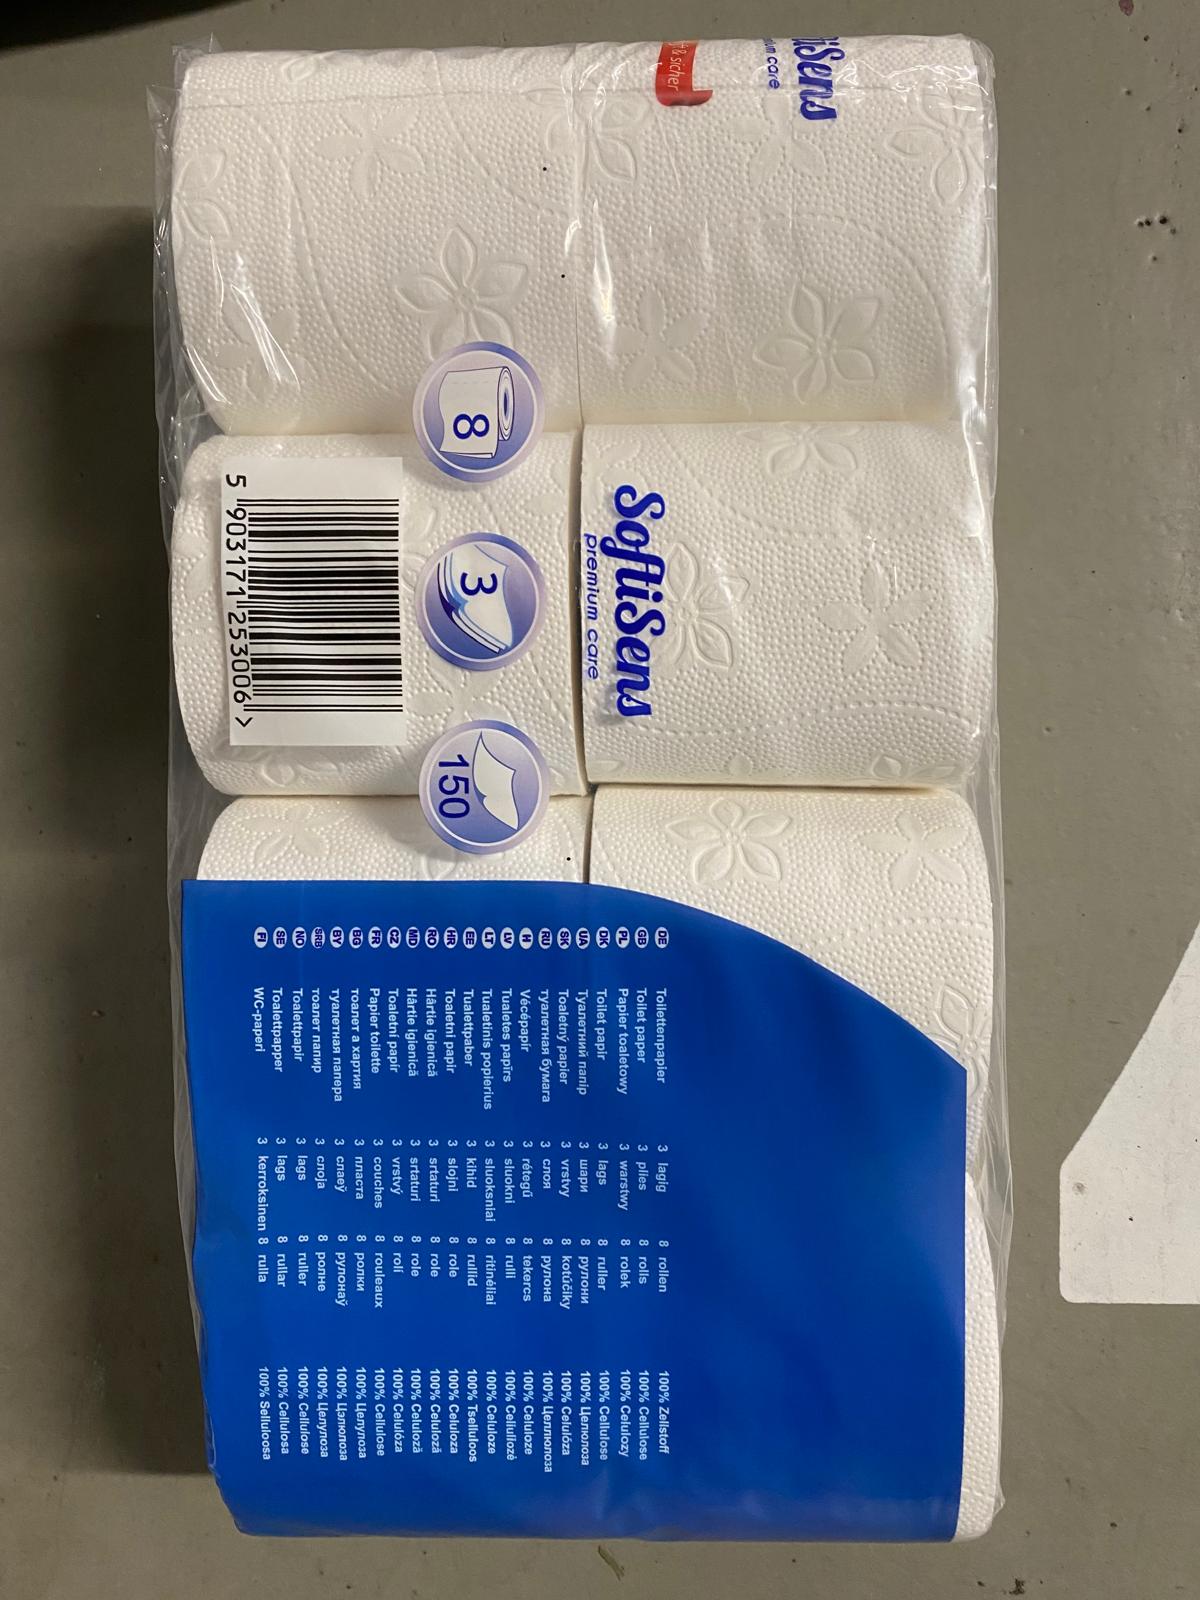 & sicher
SoftiSens
premium care
8
3
150
5 903171 253006 >
DE Toilettenpapier 3 lagig 8 rollen 100% Zellstoff
GB Toilet paper 3 plies 8 rolls 100% Cellulose
PL Papier toaletowy 3 warstwy 8 rolek 100% Celulozy
DK Toilet papir 3 lags 8 ruller 100% Cellulose
UA Туалетний папір 3 шари 8 рулони 100% Целюлоза
SK Toaletný papier 3 vrstvy 8 kotúčiky 100% Celulóza
RU туалетная бумага 3 слоя 8 рулона 100% Целлюлоза
H Vécépapír 3 rétegű 8 tekercs 100% Celuloze
LV Tualetes papīrs 3 sluokni 8 rulli 100% Celiuliozė
LT Tualetinis popierius 3 sluoksniai 8 ritinėliai 100% Celuloze
EE Tualettpaber 3 kihid 8 rullid 100% Tselluloos
HR Toaletni papir 3 slojni 8 role 100% Celuloza
RO Hârtie igienică 3 srtaturi 8 role 100% Celuloză
MD Hârtie igienică 3 srtaturi 8 role 100% Celuloză
CZ Toaletní papír 3 vrstvý 8 rolí 100% Celulóza
FR Papier toilette 3 couches 8 rouleaux 100% Cellulose
BG тоалет а хартия 3 пласта 8 ролки 100% Целулоза
BY туалетная папера 3 слаеў 8 рулонаў 100% Цэлюлоза
SRB тоалет папир 3 слоја 8 ролне 100% Целулоза
NO Toalettpapir 3 lags 8 ruller 100% Cellulose
SE Toalettpapper 3 lags 8 rullar 100% Cellulosa
FI WC-paperi 3 kerroksinen 8 rulla 100% Selluloosa